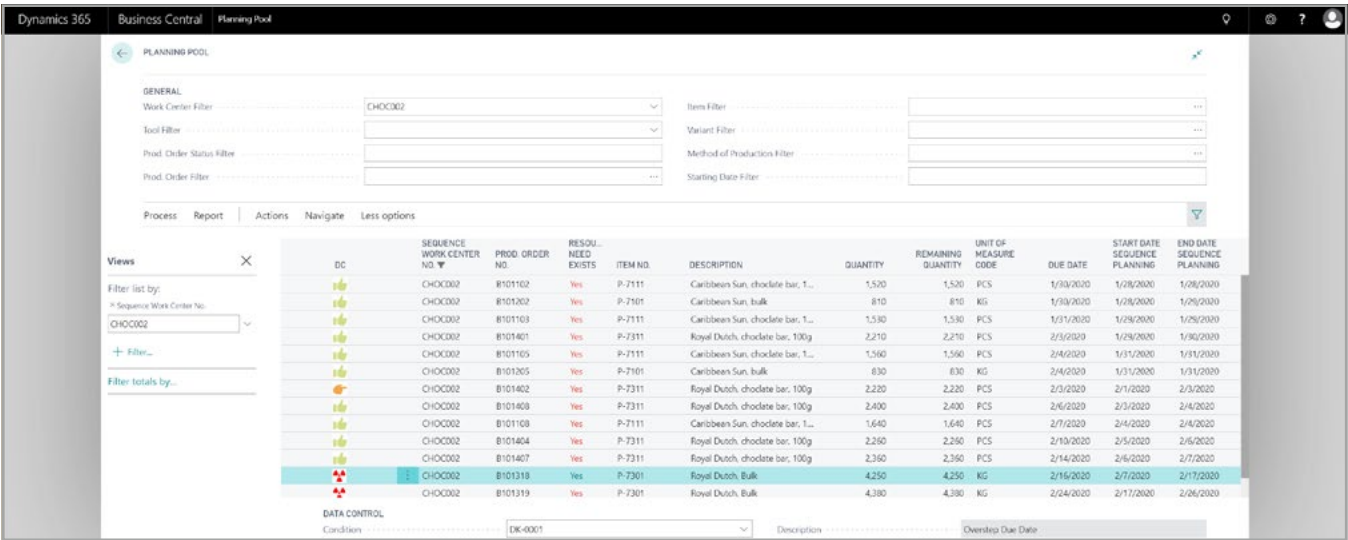 Dynamics 365 Business Central Planning Pool ?
PLANNING POOL
GENERAL
Work Center Filter CHOC002 Item Filter
Tool Filter Variant Filter
Prod. Order Status Filter Method of Production Filter
Prod. Order Filter Starting Date Filter
Process Report Actions Navigate Less options
Views
Filter list by:
× Sequence Work Center No.
CHOC002
+ Filter...
Filter totals by...
DC SEQUENCE WORK CENTER NO. PROD. ORDER NO. RESOU... NEED EXISTS ITEM NO. DESCRIPTION QUANTITY REMAINING QUANTITY UNIT OF MEASURE CODE DUE DATE START DATE SEQUENCE PLANNING END DATE SEQUENCE PLANNING
CHOC002 B101102 Yes P-7111 Caribbean Sun, choclate bar, 1... 1,520 1,520 PCS 1/30/2020 1/28/2020 1/28/2020
CHOC002 B101202 Yes P-7101 Caribbean Sun, bulk 810 810 KG 1/30/2020 1/28/2020 1/29/2020
CHOC002 B101103 Yes P-7111 Caribbean Sun, choclate bar, 1... 1,530 1,530 PCS 1/31/2020 1/29/2020 1/29/2020
CHOC002 B101401 Yes P-7311 Royal Dutch, choclate bar, 100g 2,210 2,210 PCS 2/3/2020 1/29/2020 1/30/2020
CHOC002 B101105 Yes P-7111 Caribbean Sun, choclate bar, 1... 1,560 1,560 PCS 2/4/2020 1/31/2020 1/31/2020
CHOC002 B101205 Yes P-7101 Caribbean Sun, bulk 830 830 KG 2/4/2020 1/31/2020 1/31/2020
CHOC002 B101402 Yes P-7311 Royal Dutch, choclate bar, 100g 2,220 2,220 PCS 2/3/2020 2/1/2020 2/3/2020
CHOC002 B101408 Yes P-7311 Royal Dutch, choclate bar, 100g 2,400 2,400 PCS 2/6/2020 2/3/2020 2/4/2020
CHOC002 B101108 Yes P-7111 Caribbean Sun, choclate bar, 1... 1,640 1,640 PCS 2/7/2020 2/4/2020 2/4/2020
CHOC002 B101404 Yes P-7311 Royal Dutch, choclate bar, 100g 2,260 2,260 PCS 2/10/2020 2/5/2020 2/6/2020
CHOC002 B101407 Yes P-7311 Royal Dutch, choclate bar, 100g 2,360 2,360 PCS 2/14/2020 2/6/2020 2/7/2020
CHOC002 B101318 Yes P-7301 Royal Dutch, Bulk 4,250 4,250 KG 2/16/2020 2/7/2020 2/17/2020
CHOC002 B101319 Yes P-7301 Royal Dutch, Bulk 4,380 4,380 KG 2/24/2020 2/17/2020 2/26/2020
DATA CONTROL
Condition DK-0001 Description Overstep Due Date